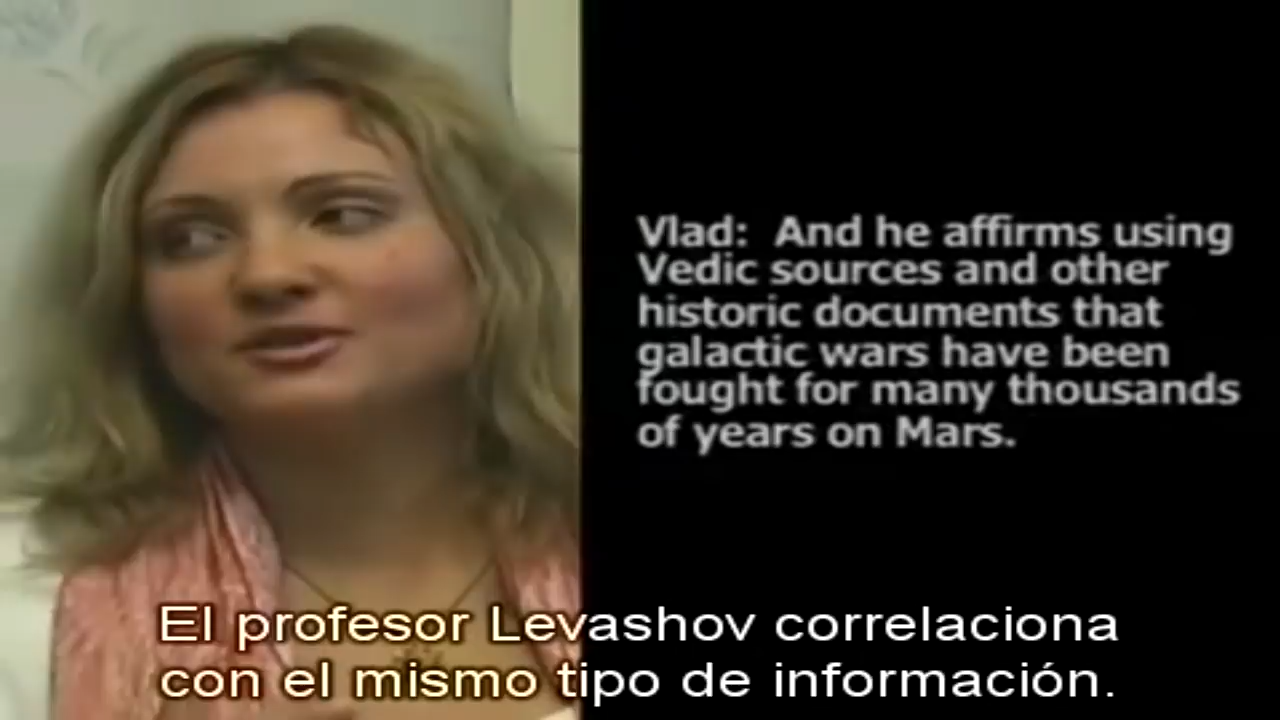 Vlad:  And he affirms using
Vedic sources and other
historic documents that
galactic wars have been
fought for many thousands
of years on Mars.
El profesor Levashov correlaciona
con el mismo tipo de información.